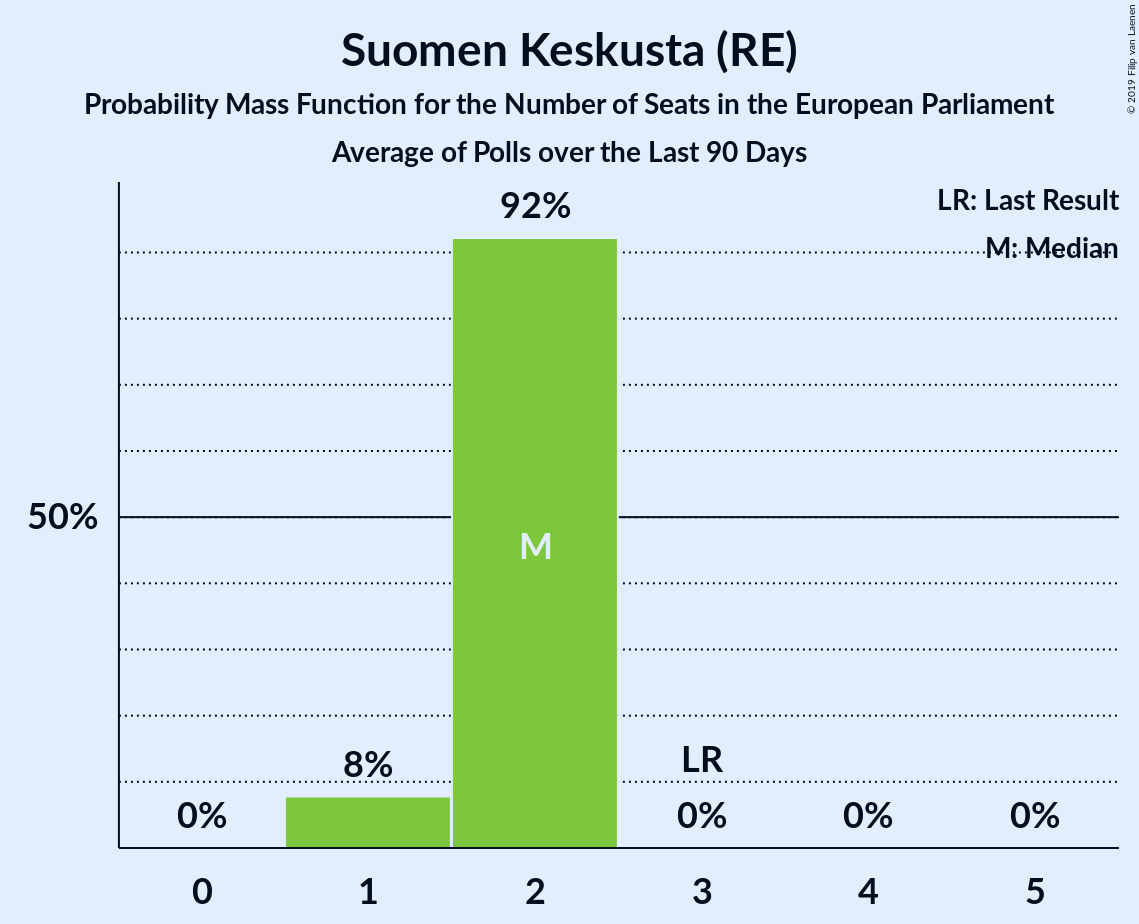 Suomen Keskusta (RE)
Probability Mass Function for the Number of Seats in the European Parliament
Average of Polls over the Last 90 Days
© 2019 Filip van Laenen
LR: Last Result
M: Median
92%
50%
M
8%
LR
0%
0%
0%
0%
0
1
2
3
4
5